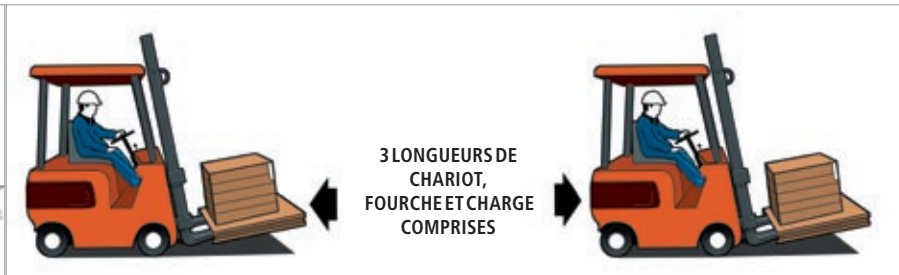 3 LONGUEURS DE
CHARIOT,
FOURCHE ET CHARGE
COMPRISES